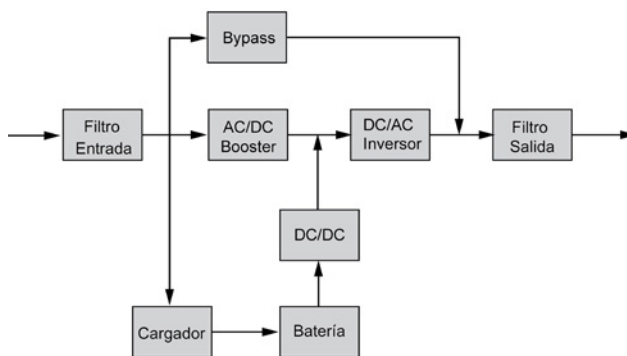 Bypass
Filtro
Entrada
AC/DC
Booster
DC/AC
Inversor
Filtro
Salida
DC/DC
Cargador
Batería